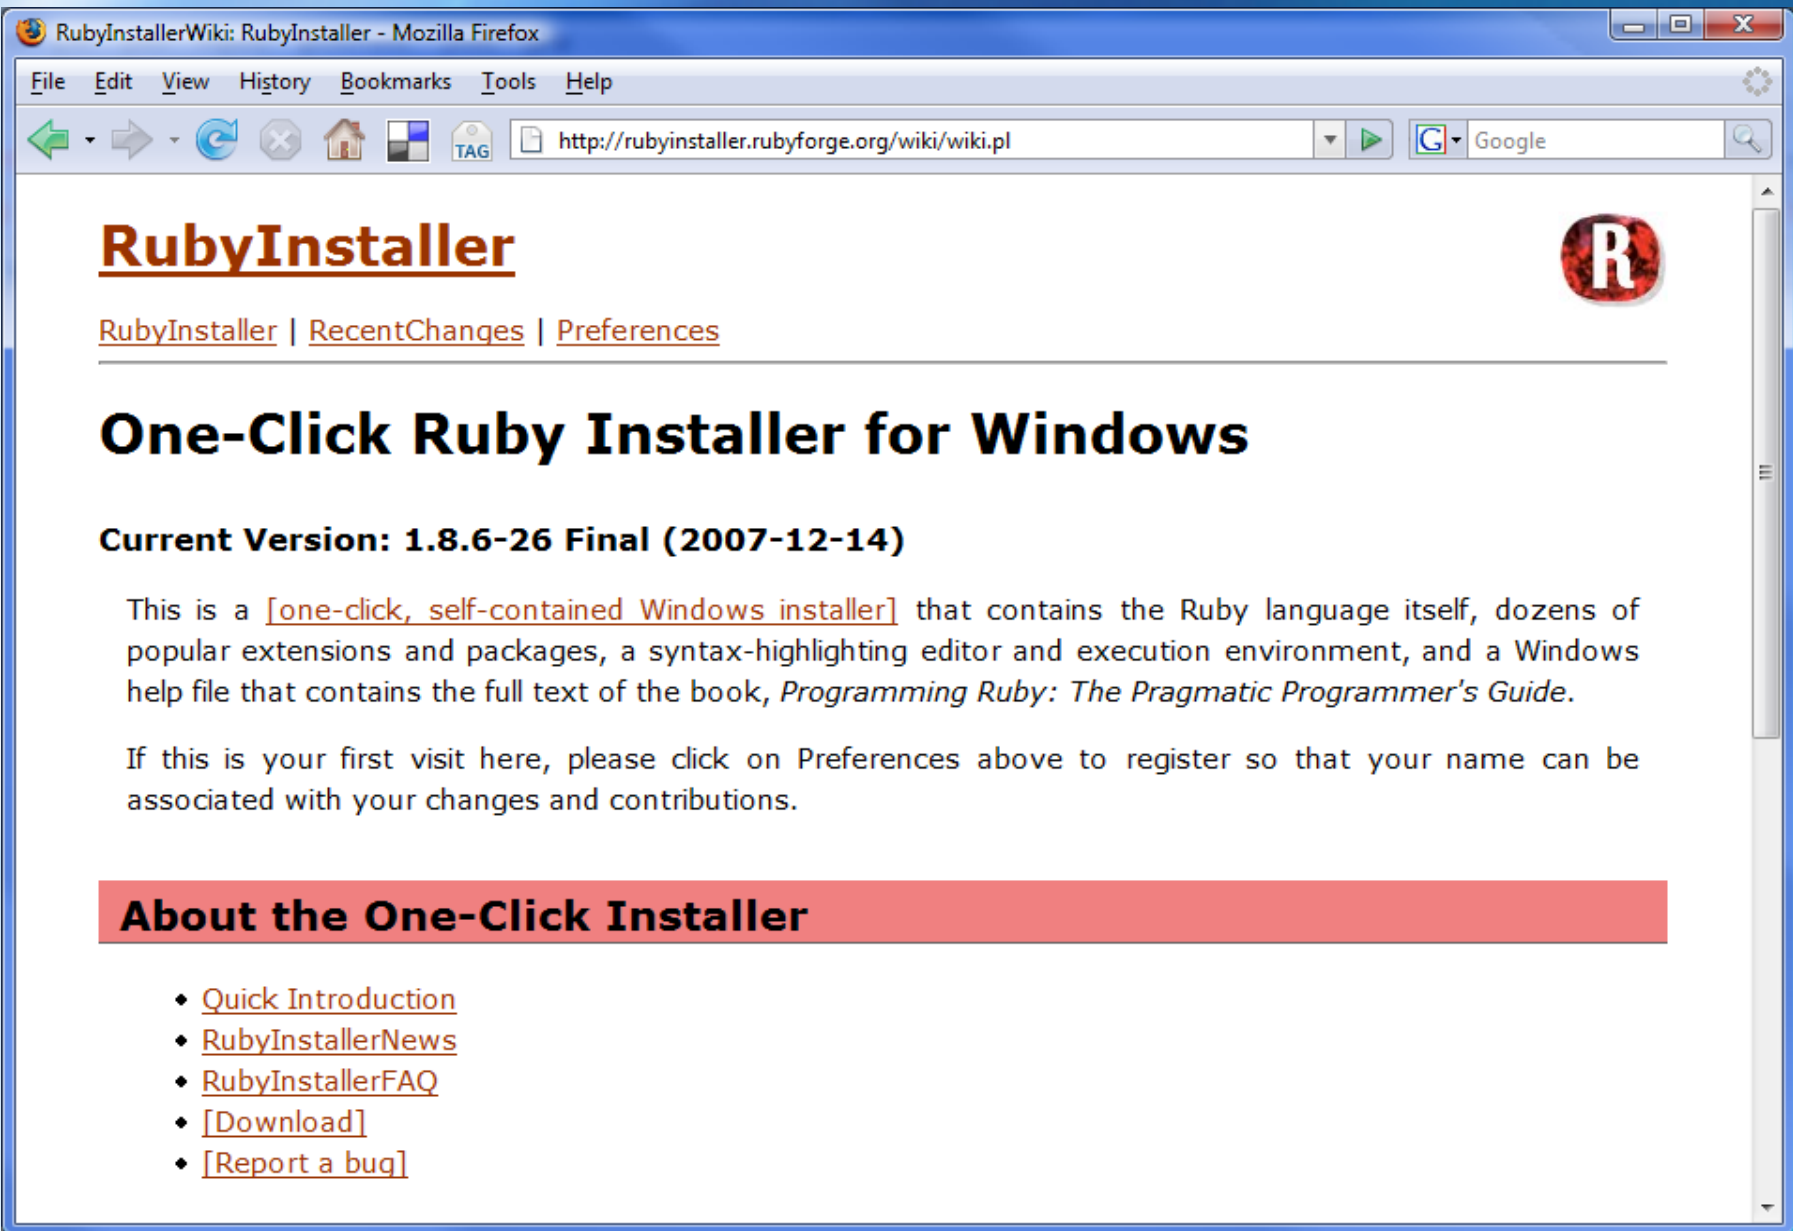 RubyInstallerWiki: RubyInstaller - Mozilla Firefox
File Edit View History Bookmarks Tools Help
TAG http://rubyinstaller.rubyforge.org/wiki/wiki.pl G Google
RubyInstaller
R
RubyInstaller | RecentChanges | Preferences
One-Click Ruby Installer for Windows
Current Version: 1.8.6-26 Final (2007-12-14)
This is a [one-click, self-contained Windows installer] that contains the Ruby language itself, dozens of
popular extensions and packages, a syntax-highlighting editor and execution environment, and a Windows
help file that contains the full text of the book, Programming Ruby: The Pragmatic Programmer's Guide.
If this is your first visit here, please click on Preferences above to register so that your name can be
associated with your changes and contributions.
About the One-Click Installer
• Quick Introduction
• RubyInstallerNews
• RubyInstallerFAQ
• [Download]
• [Report a bug]